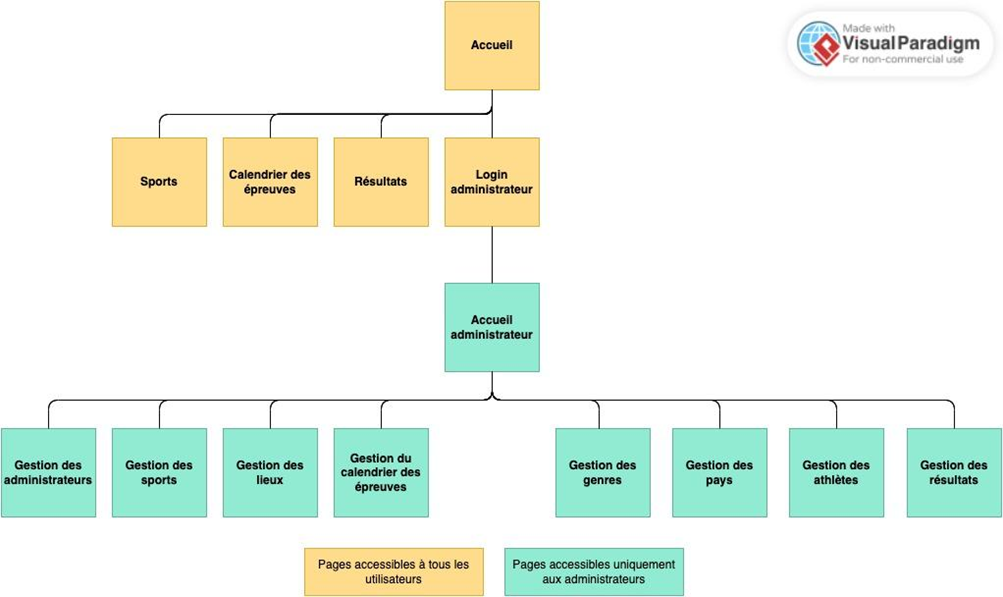 Accueil
Made with
Visual Paradigm
For non-commercial use
Sports
Calendrier des
épreuves
Résultats
Login
administrateur
Accueil
administrateur
Gestion des
administrateurs
Gestion des
sports
Gestion des
lieux
Gestion du
calendrier des
épreuves
Gestion des
genres
Gestion des
pays
Gestion des
athlètes
Gestion des
résultats
Pages accessibles à tous les
utilisateurs
Pages accessibles uniquement
aux administrateurs